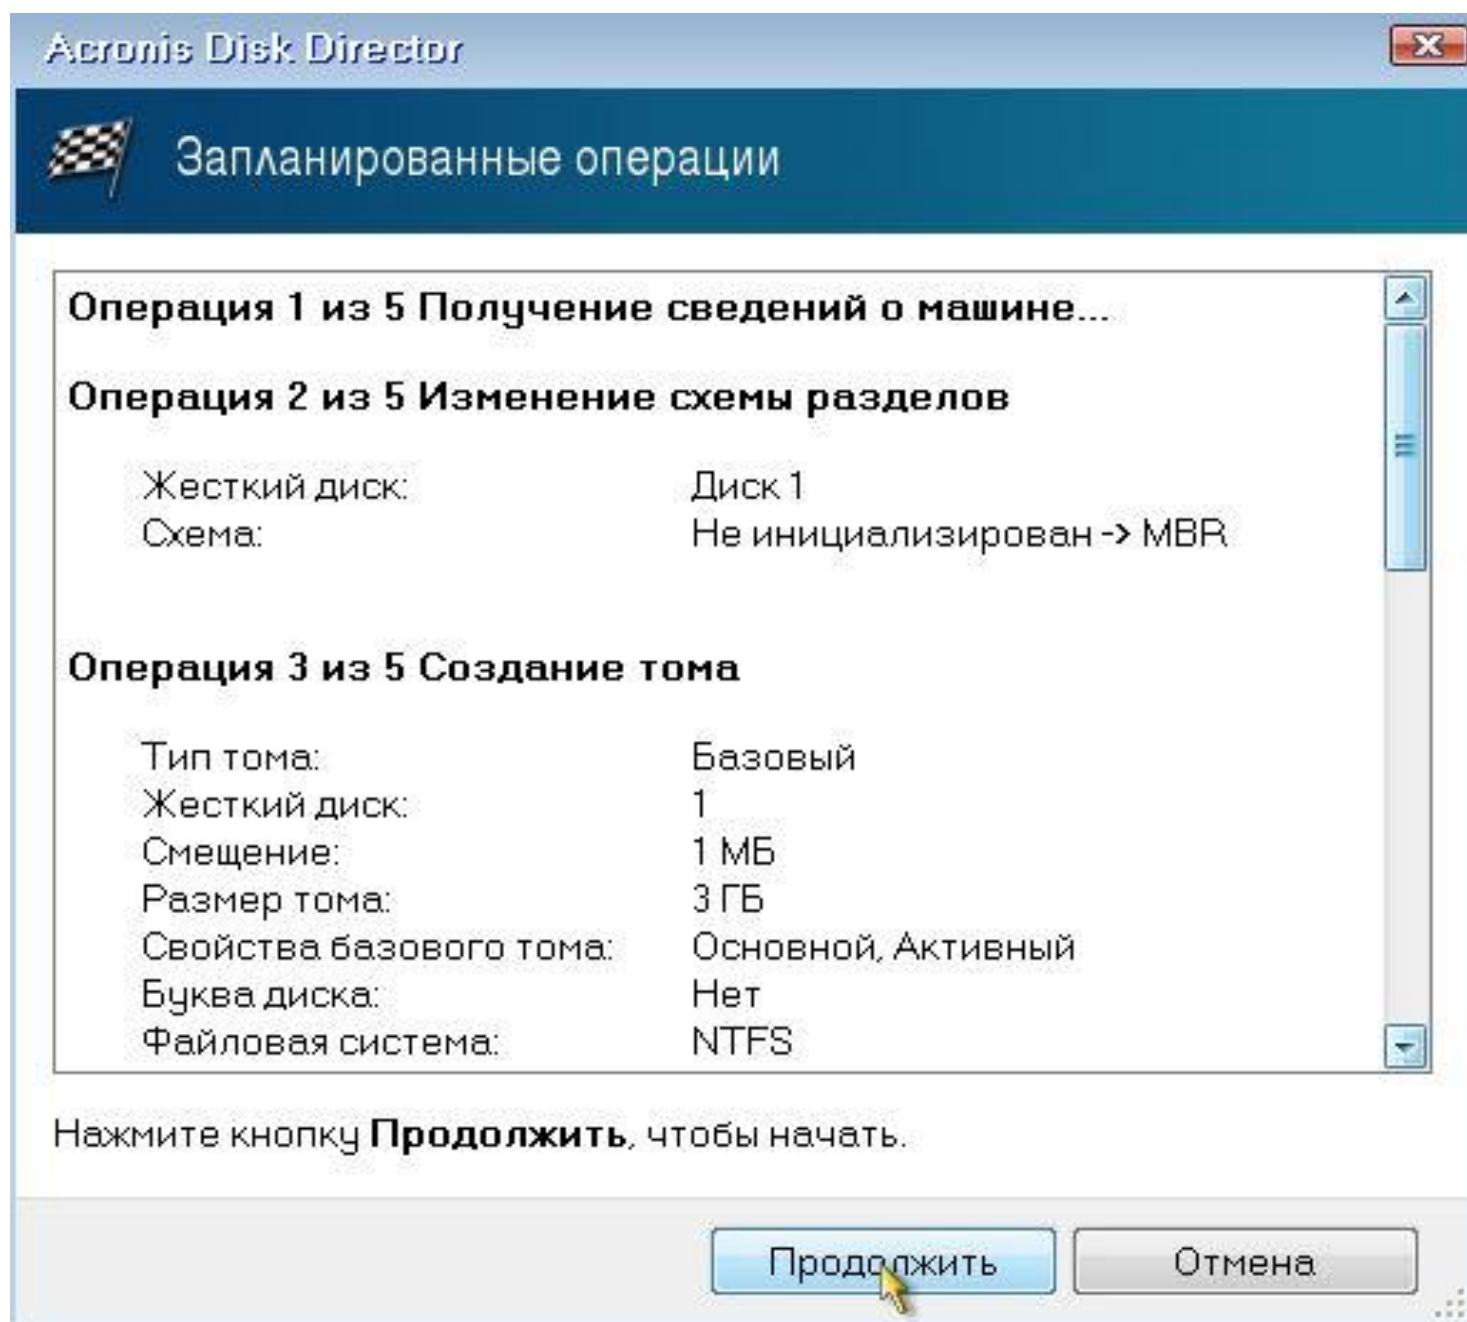 Acronis Disk Director
Запланированные операции
Операция 1 из 5 Получение сведений о машине...
Операция 2 из 5 Изменение схемы разделов
Жесткий диск: Диск 1
Схема: Не инициализирован -> MBR
Операция 3 из 5 Создание тома
Тип тома: Базовый
Жесткий диск: 1
Смещение: 1 МБ
Размер тома: 3 ГБ
Свойства базового тома: Основной, Активный
Буква диска: Нет
Файловая система: NTFS
Нажмите кнопку Продолжить, чтобы начать.
Продолжить Отмена